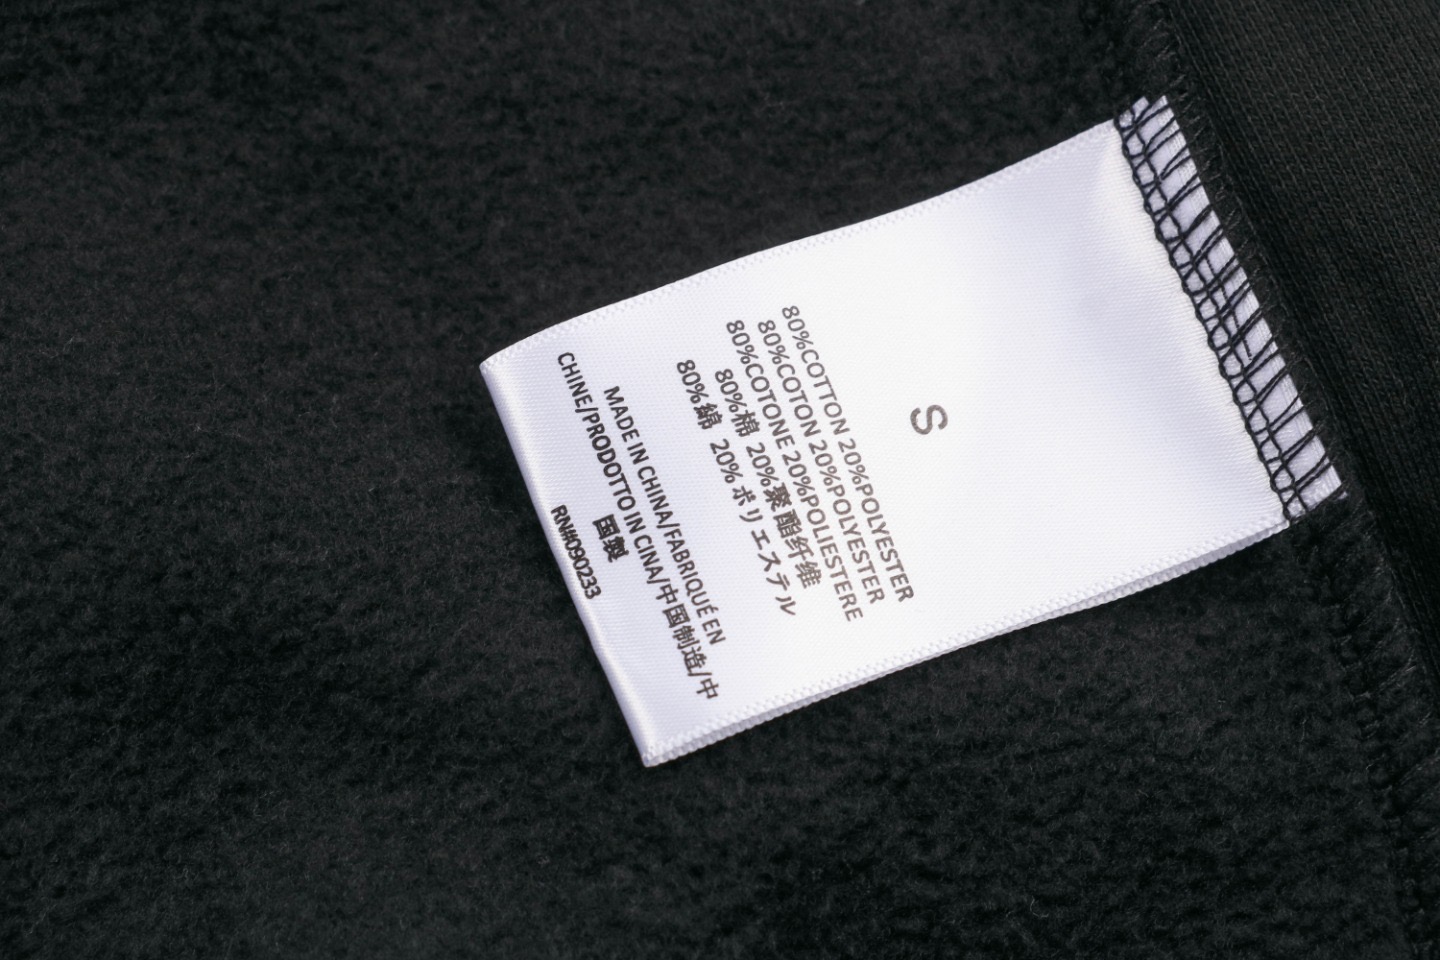 S
80%COTTON 20%POLYESTER
80%COTON 20%POLYESTER
80%COTONE 20%POLIESTERE
80%棉 20%聚酯纤维
80%綿 20%ポリエステル
MADE IN CHINA/FABRIQUÉ EN
CHINE/PRODOTTO IN CINA/中国制造/中
国製
RN#090233